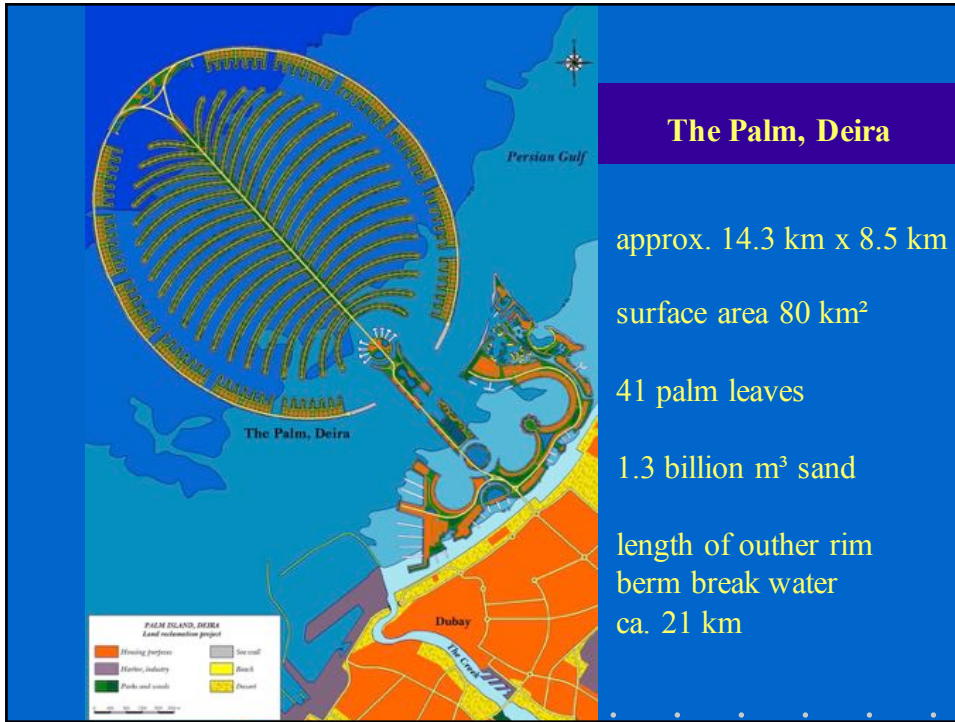 The Palm, Deira
approx. 14.3 km x 8.5 km
surface area 80 km²
41 palm leaves
1.3 billion m³ sand
length of outher rim
berm break water
ca. 21 km
Persian Gulf
The Palm, Deira
Dubay
The Creek
PALM ISLAND, DEIRA
Land reclamation project
Housing purposes
Sea wall
Harbor, industry
Beach
Parks and woods
Desert